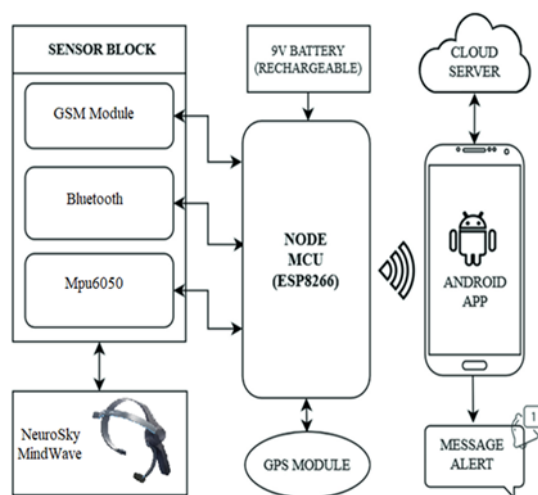 SENSOR BLOCK
GSM Module
Bluetooth
Mpu6050
NeuroSky
MindWave
9V BATTERY
(RECHARGEABLE)
NODE
MCU
(ESP8266)
GPS MODULE
CLOUD
SERVER
ANDROID
APP
MESSAGE
ALERT
1